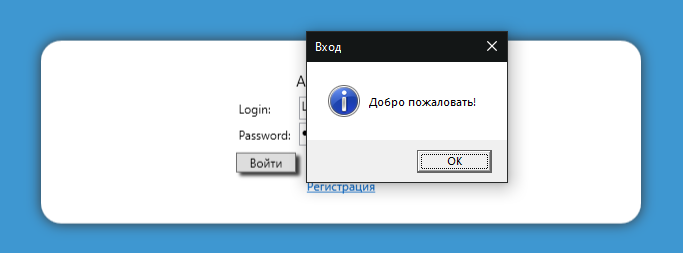 Вход
Добро пожаловать!
OK
Login:
Password:
Войти
Регистрация